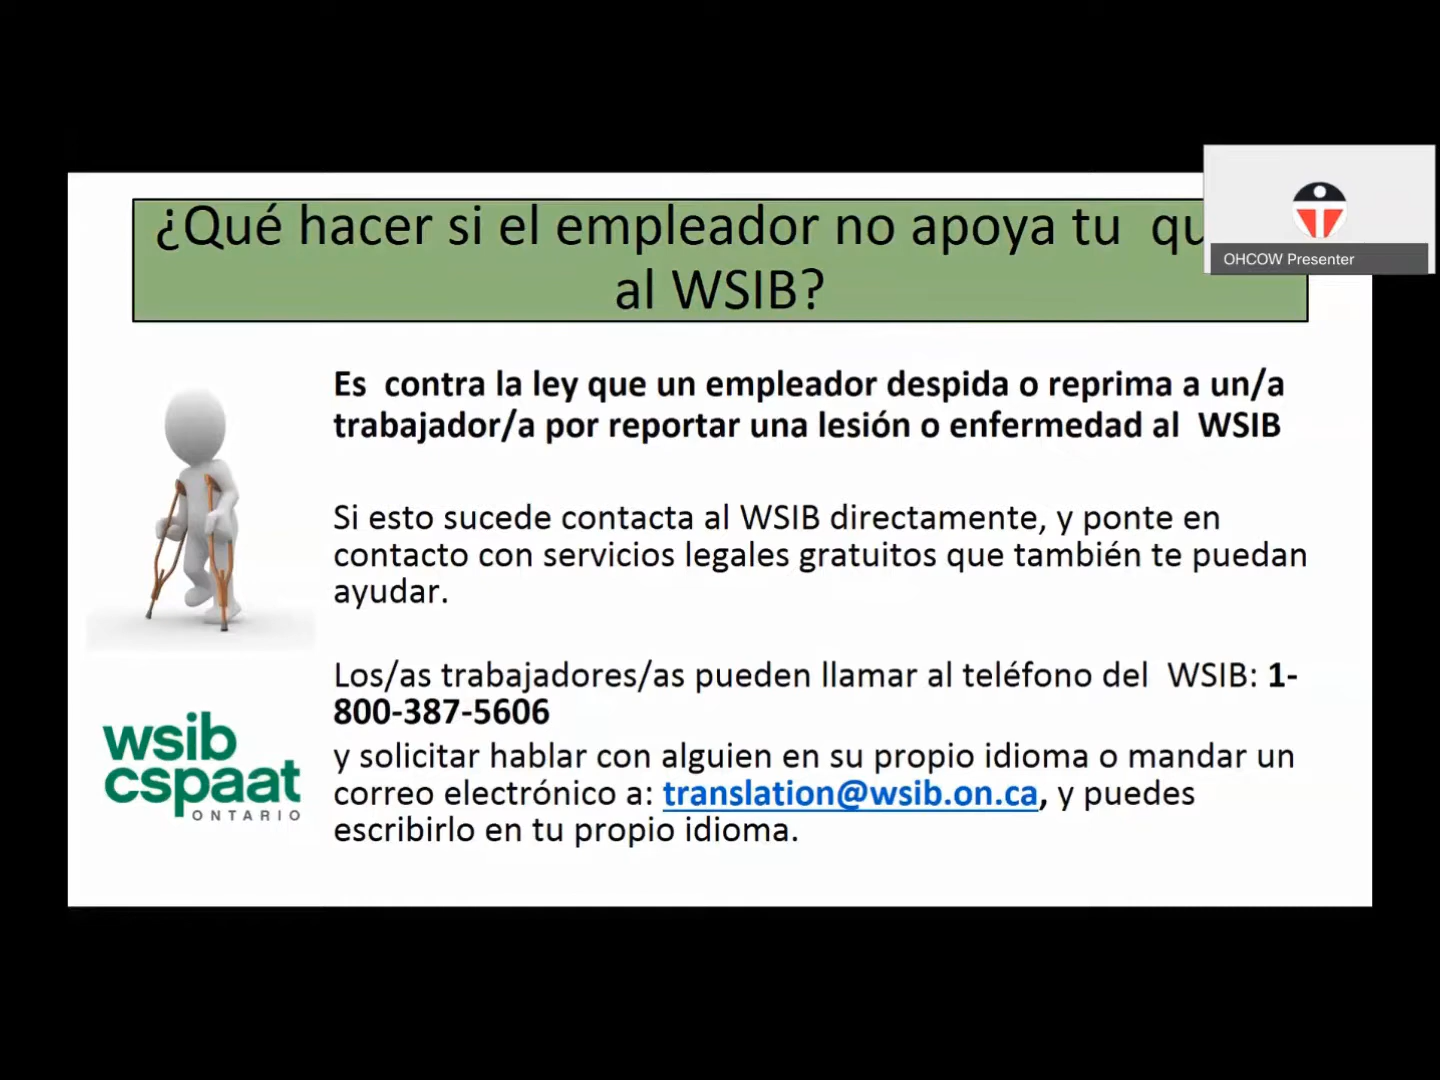 ¿Qué hacer si el empleador no apoya tu
al WSIB?
OHCOW Presenter
Es contra la ley que un empleador despida o reprima a un/a
trabajador/a por reportar una lesión o enfermedad al WSIB
Si esto sucede contacta al WSIB directamente, y ponte en
contacto con servicios legales gratuitos que también te puedan
ayudar.
Los/as trabajadores/as pueden llamar al teléfono del WSIB: 1-
800-387-5606
y solicitar hablar con alguien en su propio idioma o mandar un
correo electrónico a: translation@wsib.on.ca, y puedes
escribirlo en tu propio idioma.
wsib
cspaat
ONTARIO